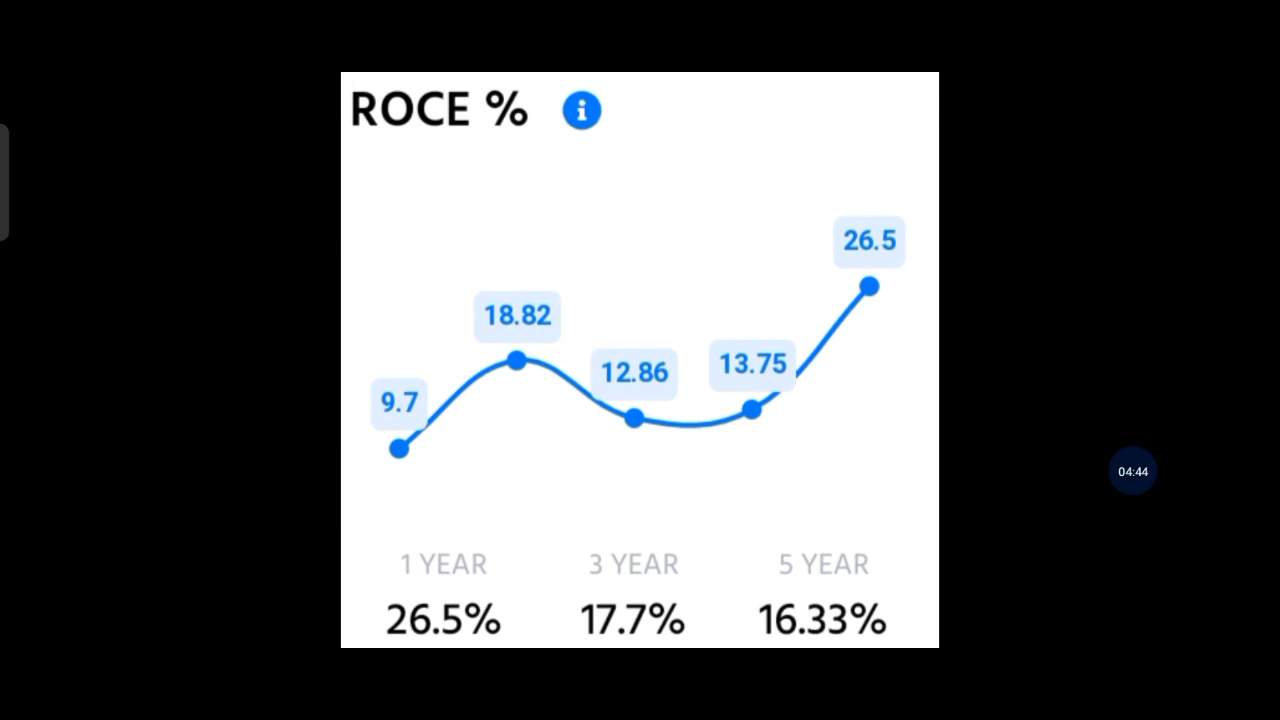 ROCE % i
26.5
18.82
13.75
12.86
9.7
04:44
1 YEAR 3 YEAR 5 YEAR
26.5% 17.7% 16.33%